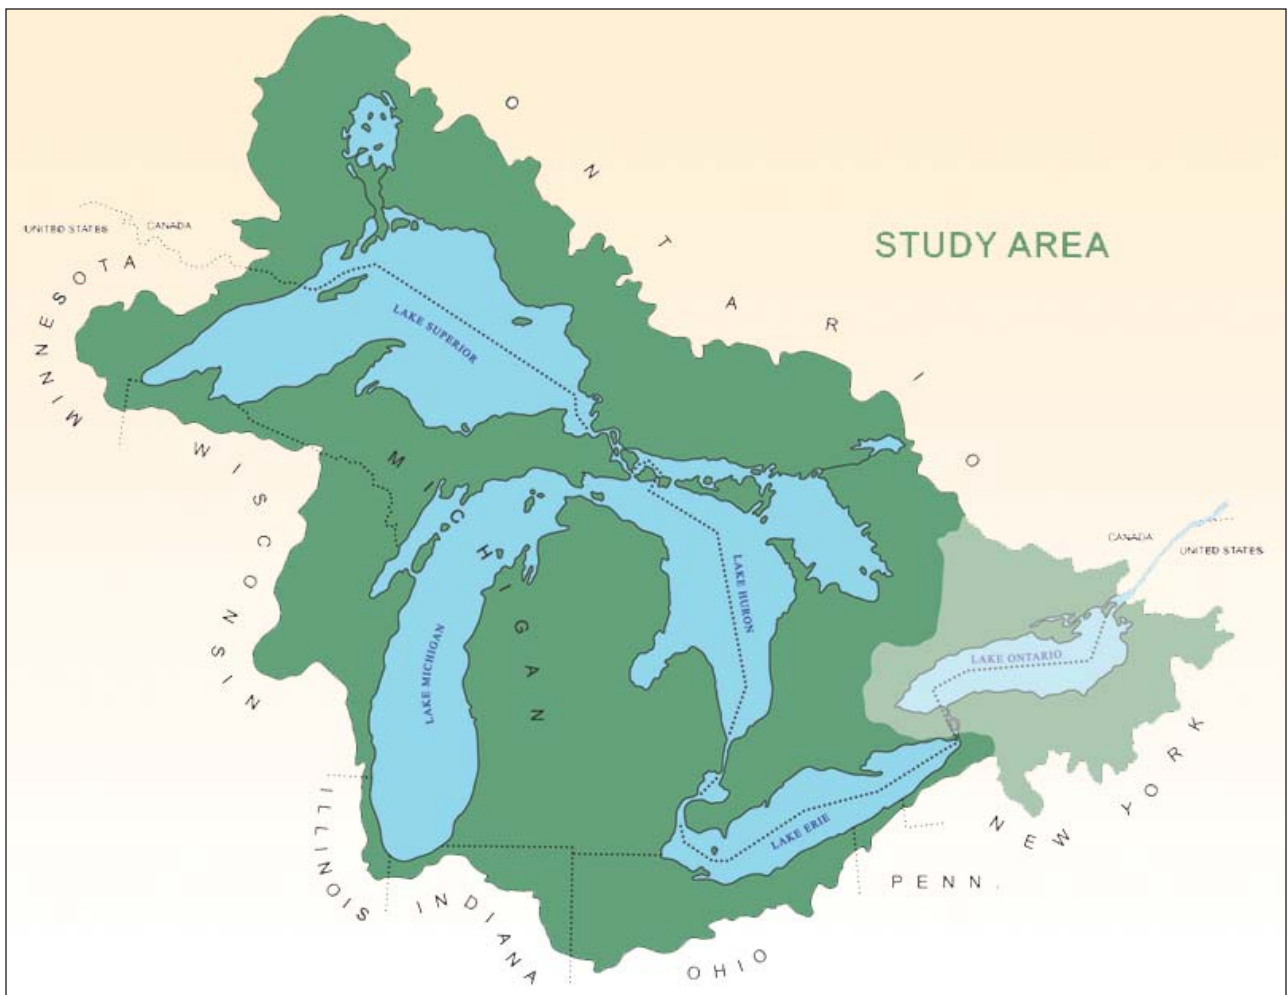 ONTARIO
UNITED STATES
CANADA
STUDY AREA
MINNESOTA
LAKE SUPERIOR
WISCONSIN
MICHIGAN
CANADA
UNITED STATES
LAKE HURON
LAKE ONTARIO
LAKE MICHIGAN
NEW YORK
ILLINOIS
LAKE ERIE
PENN.
INDIANA
OHIO